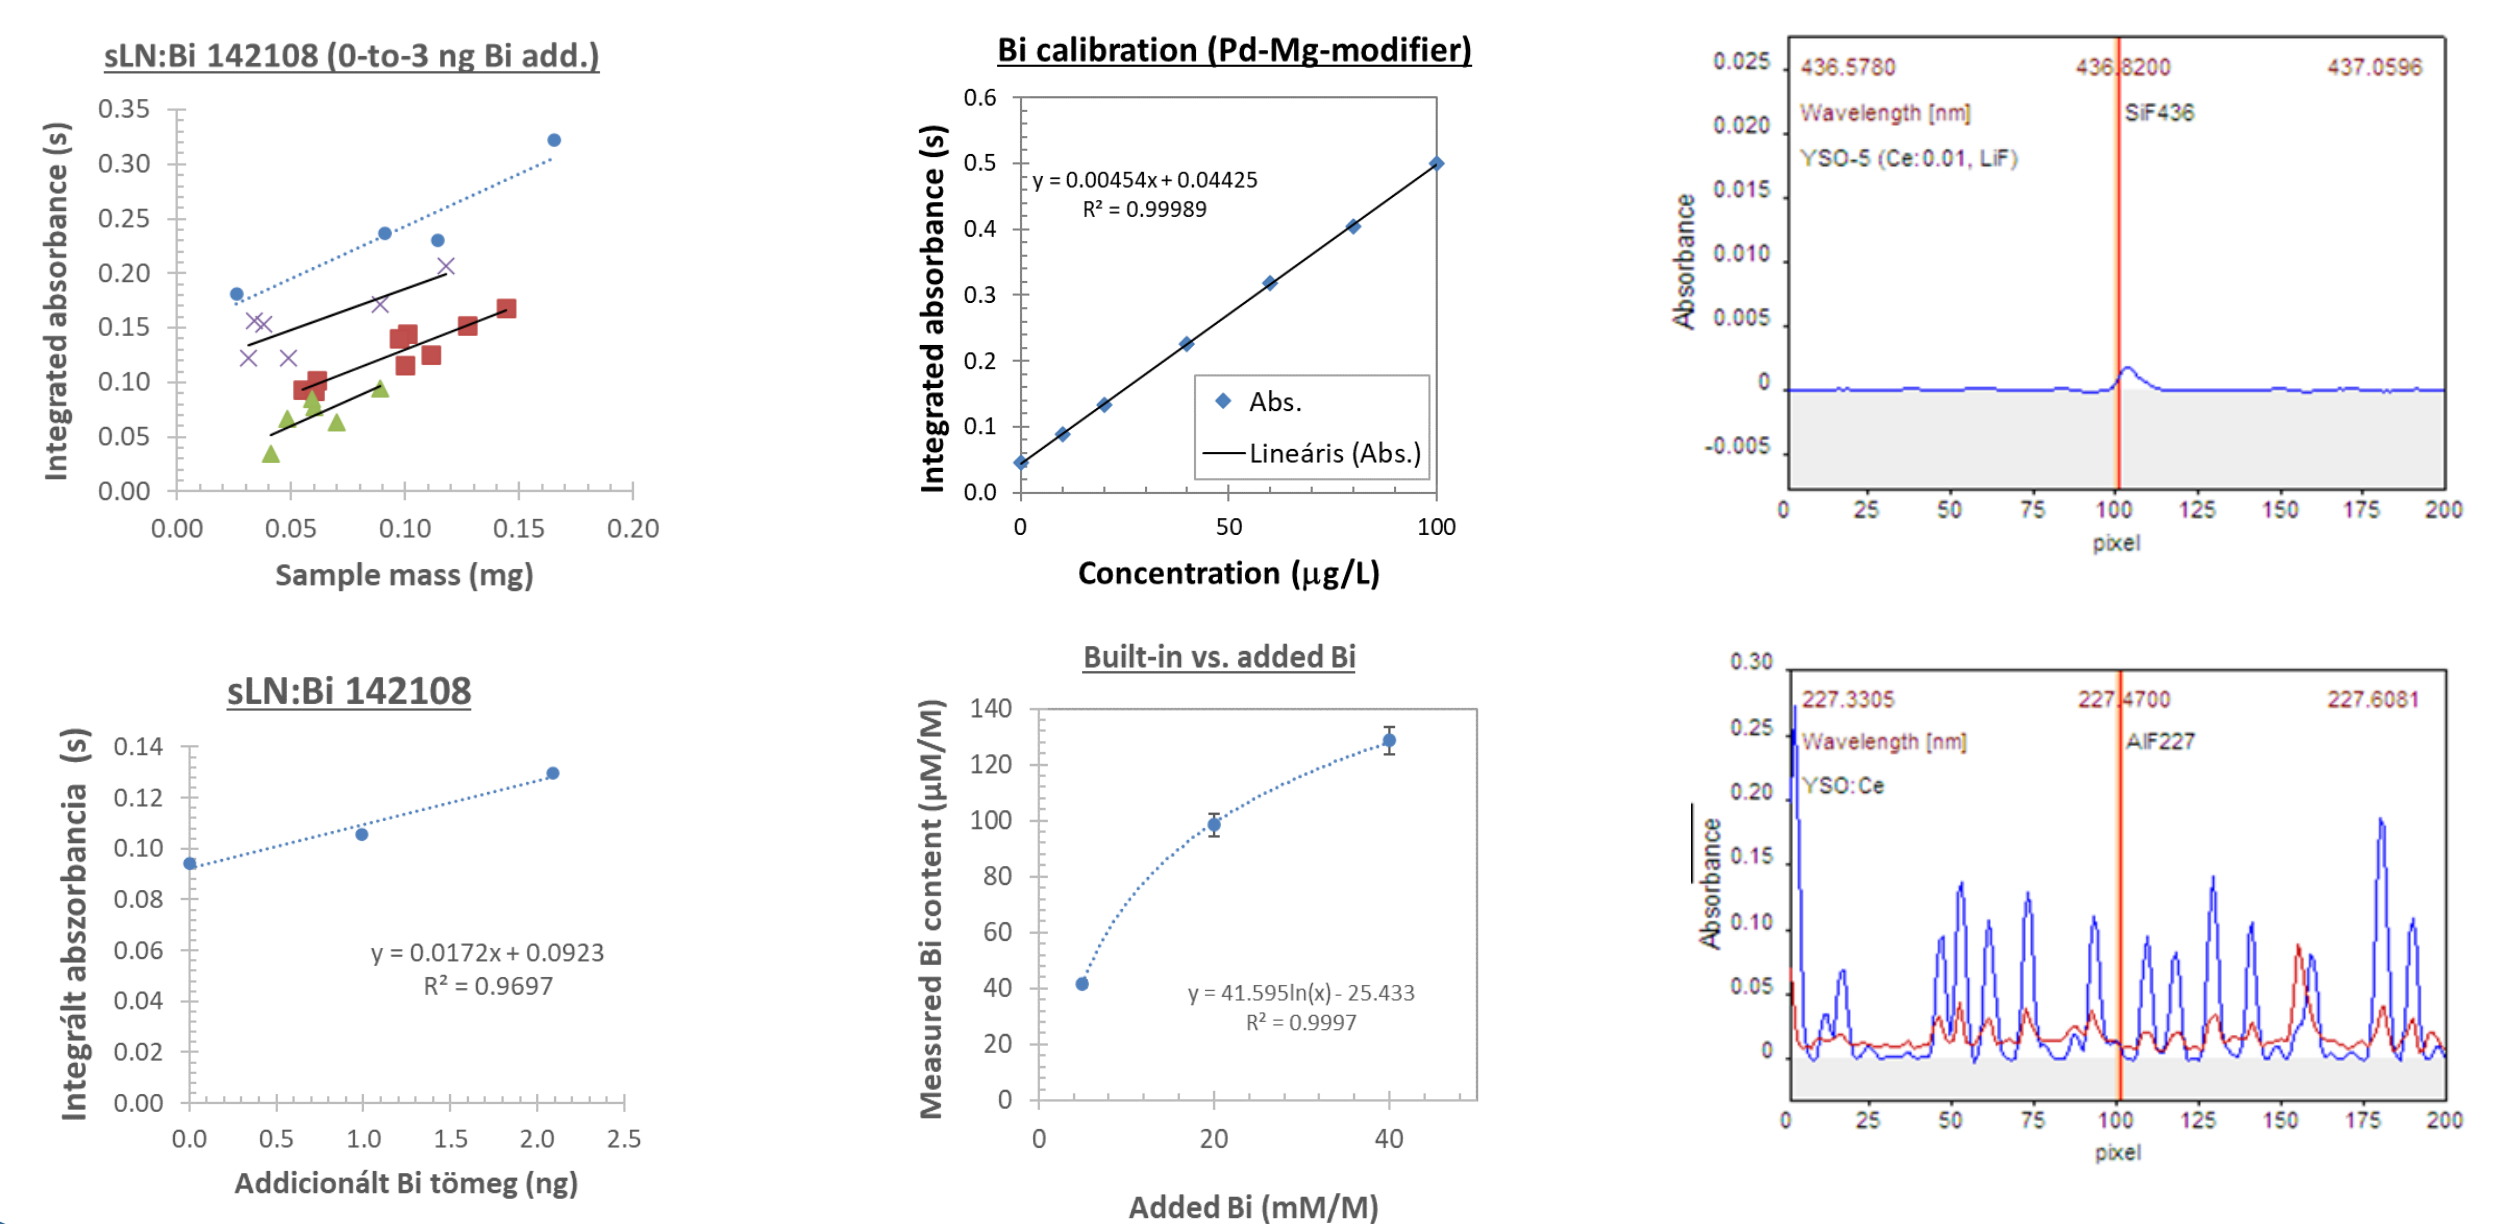 sLN:Bi 142108 (0-to-3 ng Bi add.)
Integrated absorbance (s)
0.35
0.30
0.25
0.20
0.15
0.10
0.05
0.00
0.00 0.05 0.10 0.15 0.20
Sample mass (mg)
Bi calibration (Pd-Mg-modifier)
Integrated absorbance (s)
0.6
0.5
0.4
0.3
0.2
0.1
0.0
y = 0.00454x + 0.04425
R² = 0.99989
Abs.
Lineáris (Abs.)
0 50 100
Concentration (µg/L)
Absorbance
0.025
0.020
0.015
0.010
0.005
0
-0.005
436.5780 436.8200 437.0596
Wavelength [nm] SiF436
YSO-5 (Ce:0.01, LiF)
0 25 50 75 100 125 150 175 200
pixel
sLN:Bi 142108
Integrált abszorbancia (s)
0.14
0.12
0.10
0.08
0.06
0.04
0.02
0.00
y = 0.0172x + 0.0923
R² = 0.9697
0.0 0.5 1.0 1.5 2.0 2.5
Addicionált Bi tömeg (ng)
Built-in vs. added Bi
Measured Bi content (µM/M)
140
120
100
80
60
40
20
0
y = 41.595ln(x) - 25.433
R² = 0.9997
0 20 40
Added Bi (mM/M)
Absorbance
0.30
0.25
0.20
0.15
0.10
0.05
0
227.3305 227.4700 227.6081
Wavelength [nm] AlF227
YSO:Ce
0 25 50 75 100 125 150 175 200
pixel